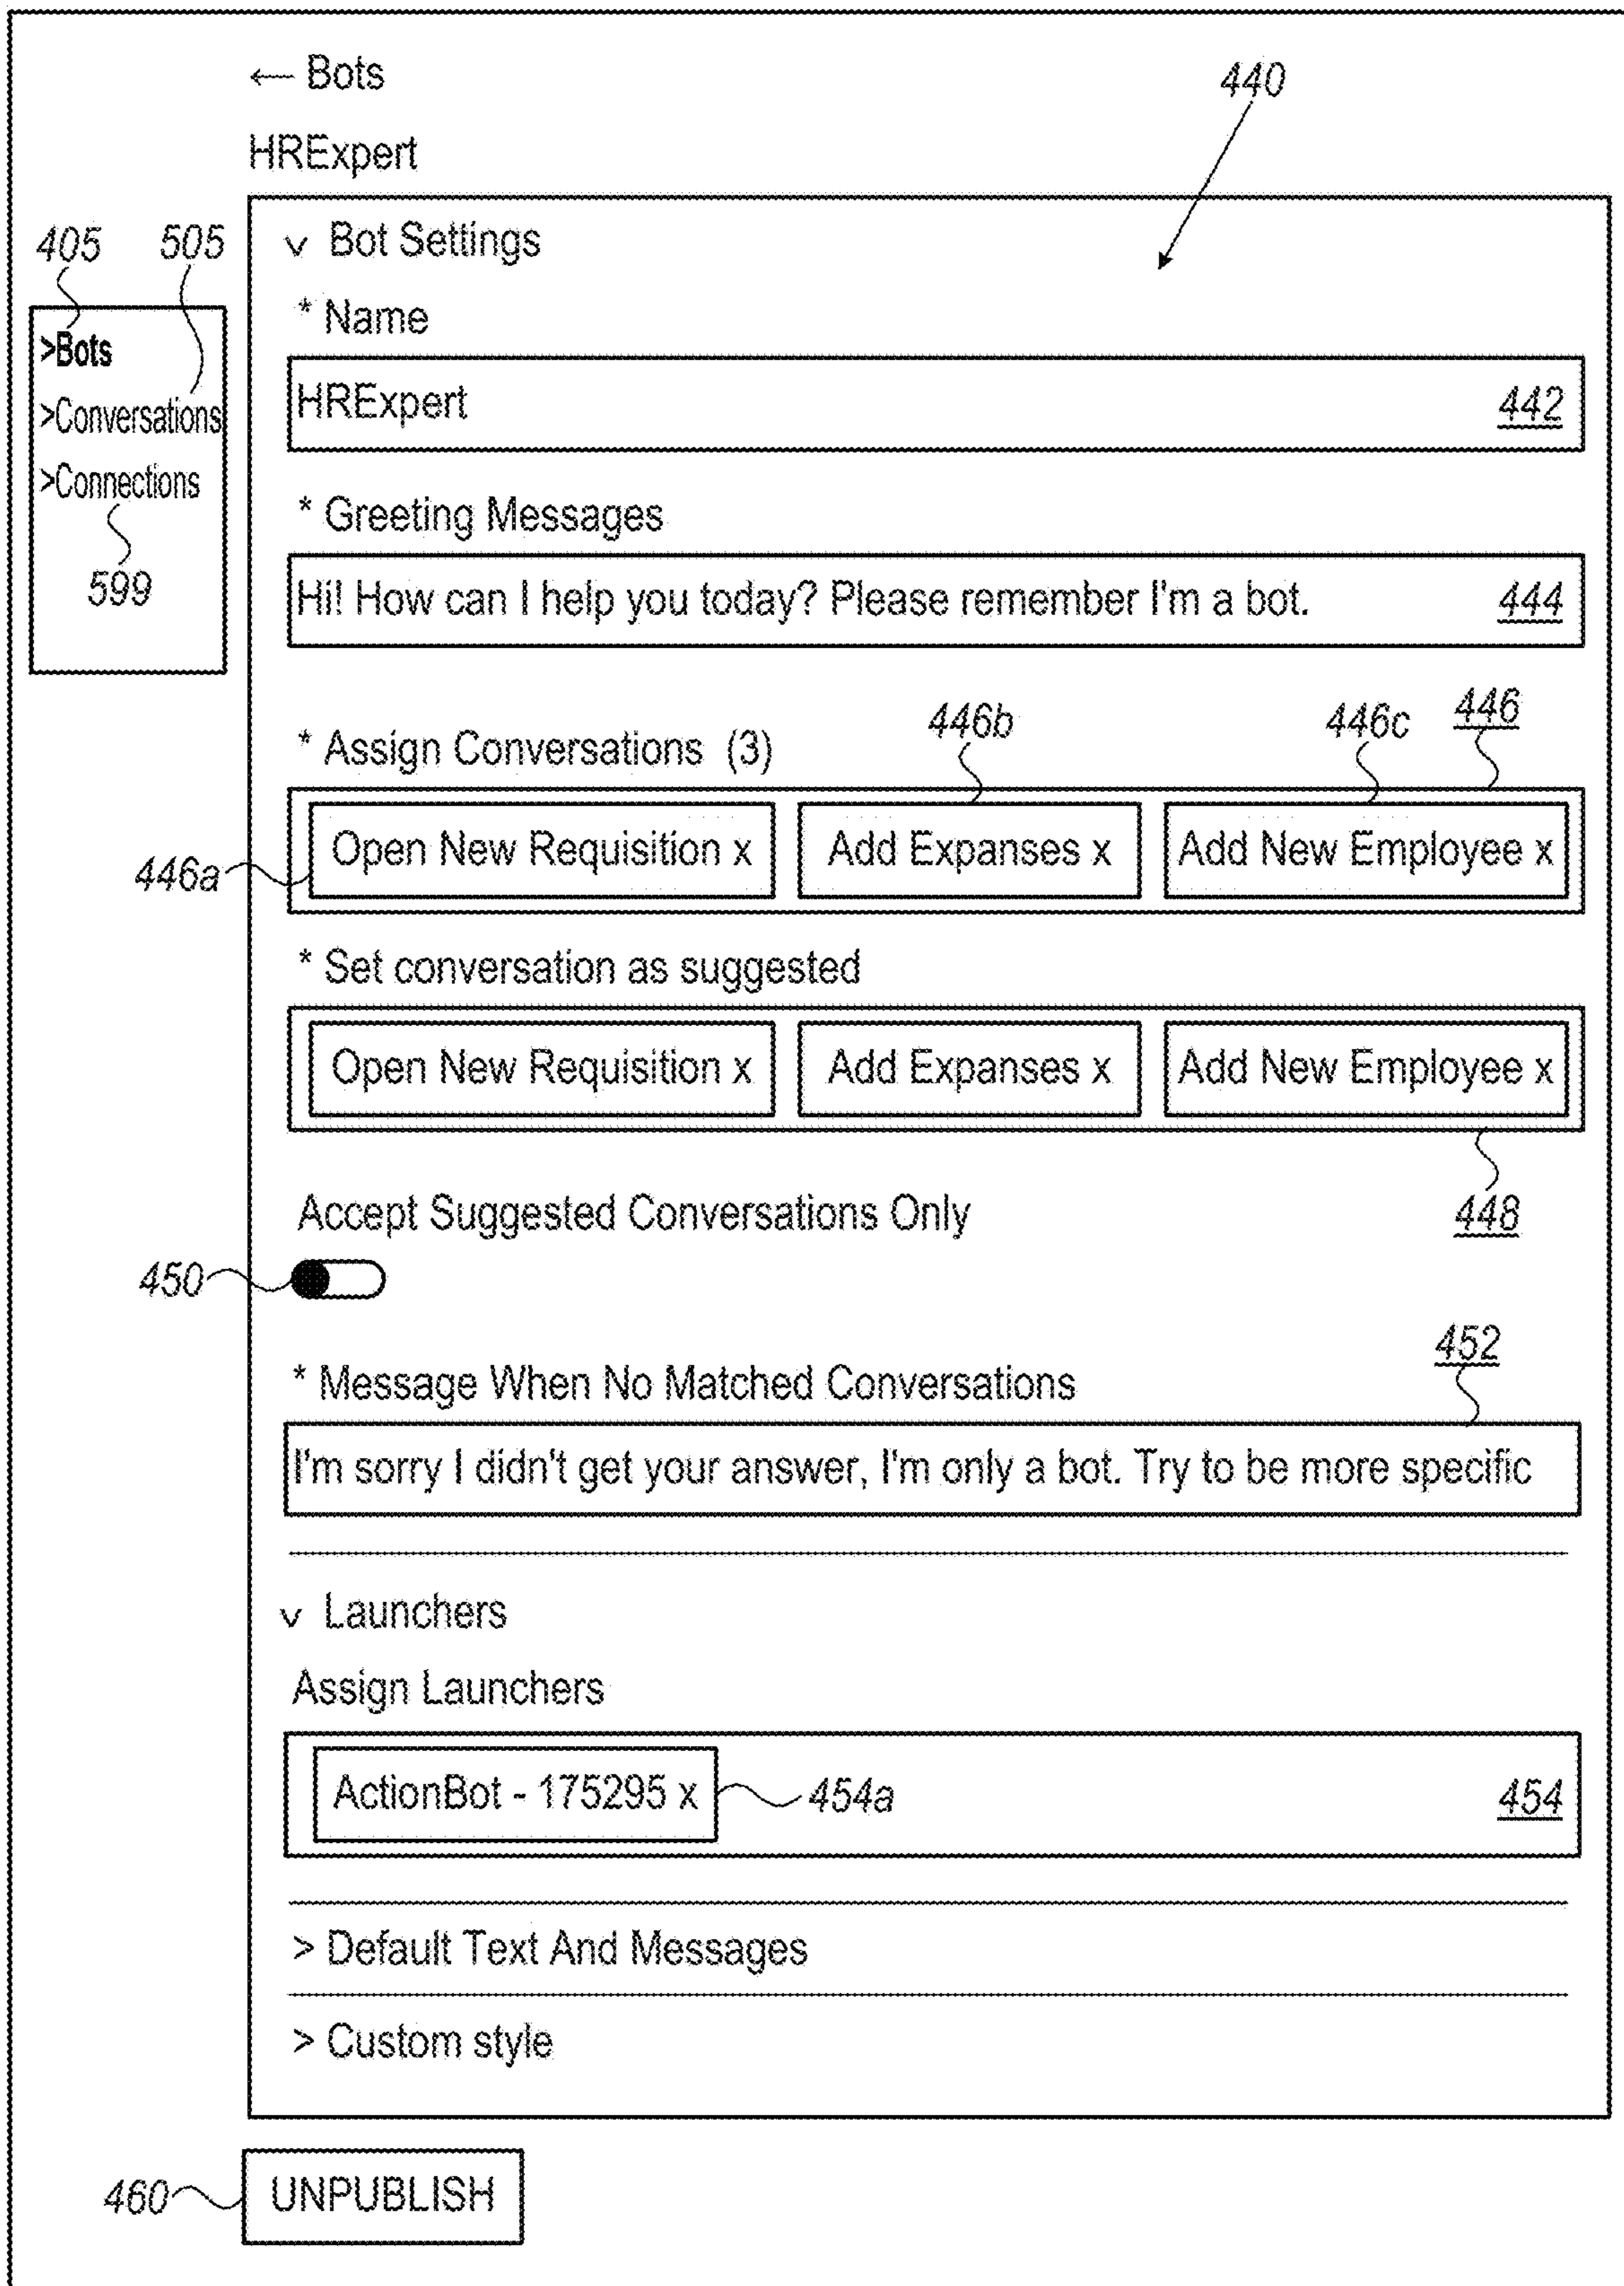 ← Bots
440
HRExpert
405
505
v Bot Settings
* Name
>Bots
HRExpert
442
>Conversations
>Connections
* Greeting Messages
599
Hi! How can I help you today? Please remember I'm a bot.
444
* Assign Conversations (3)
446b
446c
446
446a
Open New Requisition x
Add Expanses x
Add New Employee x
* Set conversation as suggested
Open New Requisition x
Add Expanses x
Add New Employee x
Accept Suggested Conversations Only
448
450
452
* Message When No Matched Conversations
I'm sorry I didn't get your answer, I'm only a bot. Try to be more specific
v Launchers
Assign Launchers
ActionBot - 175295 x
454a
454
> Default Text And Messages
> Custom style
460
UNPUBLISH